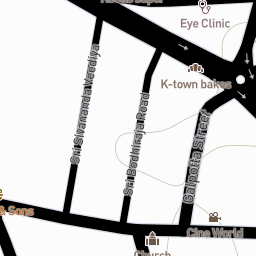 Eye Clinic
K-town bakes
Sri Sivananda Veediya
Sri Bodhiraja Road
Galpotta Street
& Sons
Cine World
Church